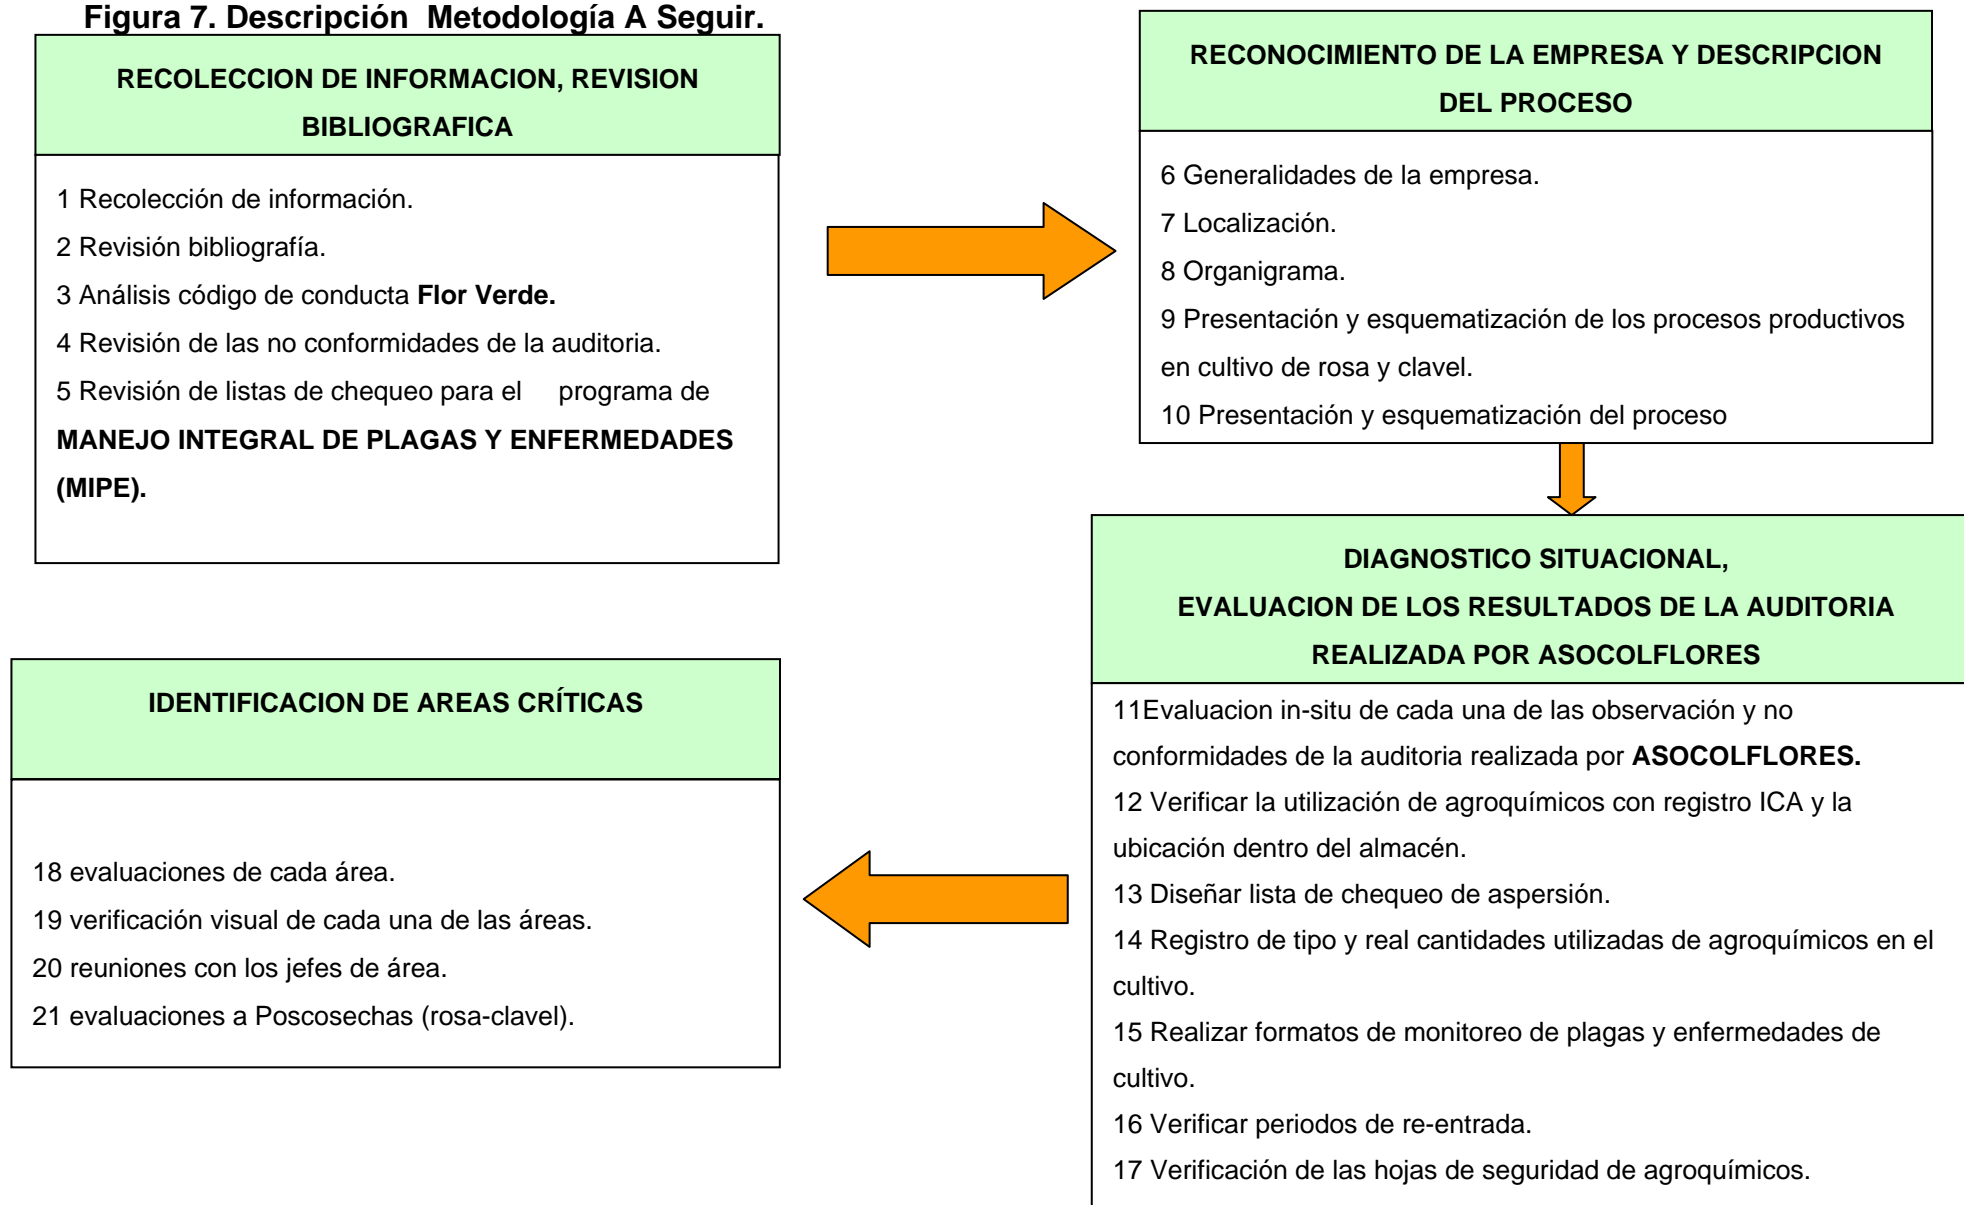 Figura 7. Descripción  Metodología A Seguir.
RECOLECCION DE INFORMACION, REVISION
BIBLIOGRAFICA
1 Recolección de información.
2 Revisión bibliografía.
3 Análisis código de conducta Flor Verde.
4 Revisión de las no conformidades de la auditoria.
5 Revisión de listas de chequeo para el    programa de
MANEJO INTEGRAL DE PLAGAS Y ENFERMEDADES
(MIPE).
RECONOCIMIENTO DE LA EMPRESA Y DESCRIPCION
DEL PROCESO
6 Generalidades de la empresa.
7 Localización.
8 Organigrama.
9 Presentación y esquematización de los procesos productivos
en cultivo de rosa y clavel.
10 Presentación y esquematización del proceso
DIAGNOSTICO SITUACIONAL,
EVALUACION DE LOS RESULTADOS DE LA AUDITORIA
REALIZADA POR ASOCOLFLORES
11Evaluacion in-situ de cada una de las observación y no
conformidades de la auditoria realizada por ASOCOLFLORES.
12 Verificar la utilización de agroquímicos con registro ICA y la
ubicación dentro del almacén.
13 Diseñar lista de chequeo de aspersión.
14 Registro de tipo y real cantidades utilizadas de agroquímicos en el
cultivo.
15 Realizar formatos de monitoreo de plagas y enfermedades de
cultivo.
16 Verificar periodos de re-entrada.
17 Verificación de las hojas de seguridad de agroquímicos.
IDENTIFICACION DE AREAS CRÍTICAS
18 evaluaciones de cada área.
19 verificación visual de cada una de las áreas.
20 reuniones con los jefes de área.
21 evaluaciones a Poscosechas (rosa-clavel).